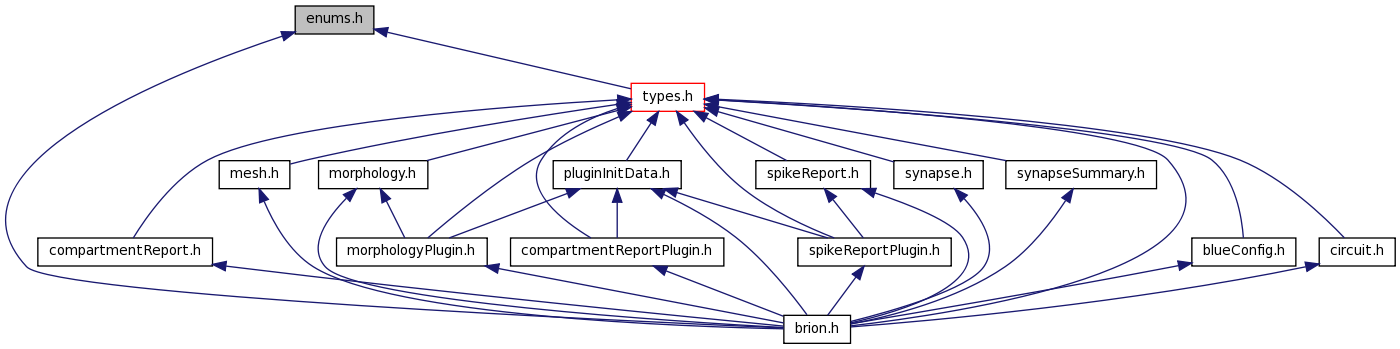 enums.h
types.h
mesh.h
morphology.h
pluginInitData.h
spikeReport.h
synapse.h
synapseSummary.h
compartmentReport.h
morphologyPlugin.h
compartmentReportPlugin.h
spikeReportPlugin.h
blueConfig.h
circuit.h
brion.h